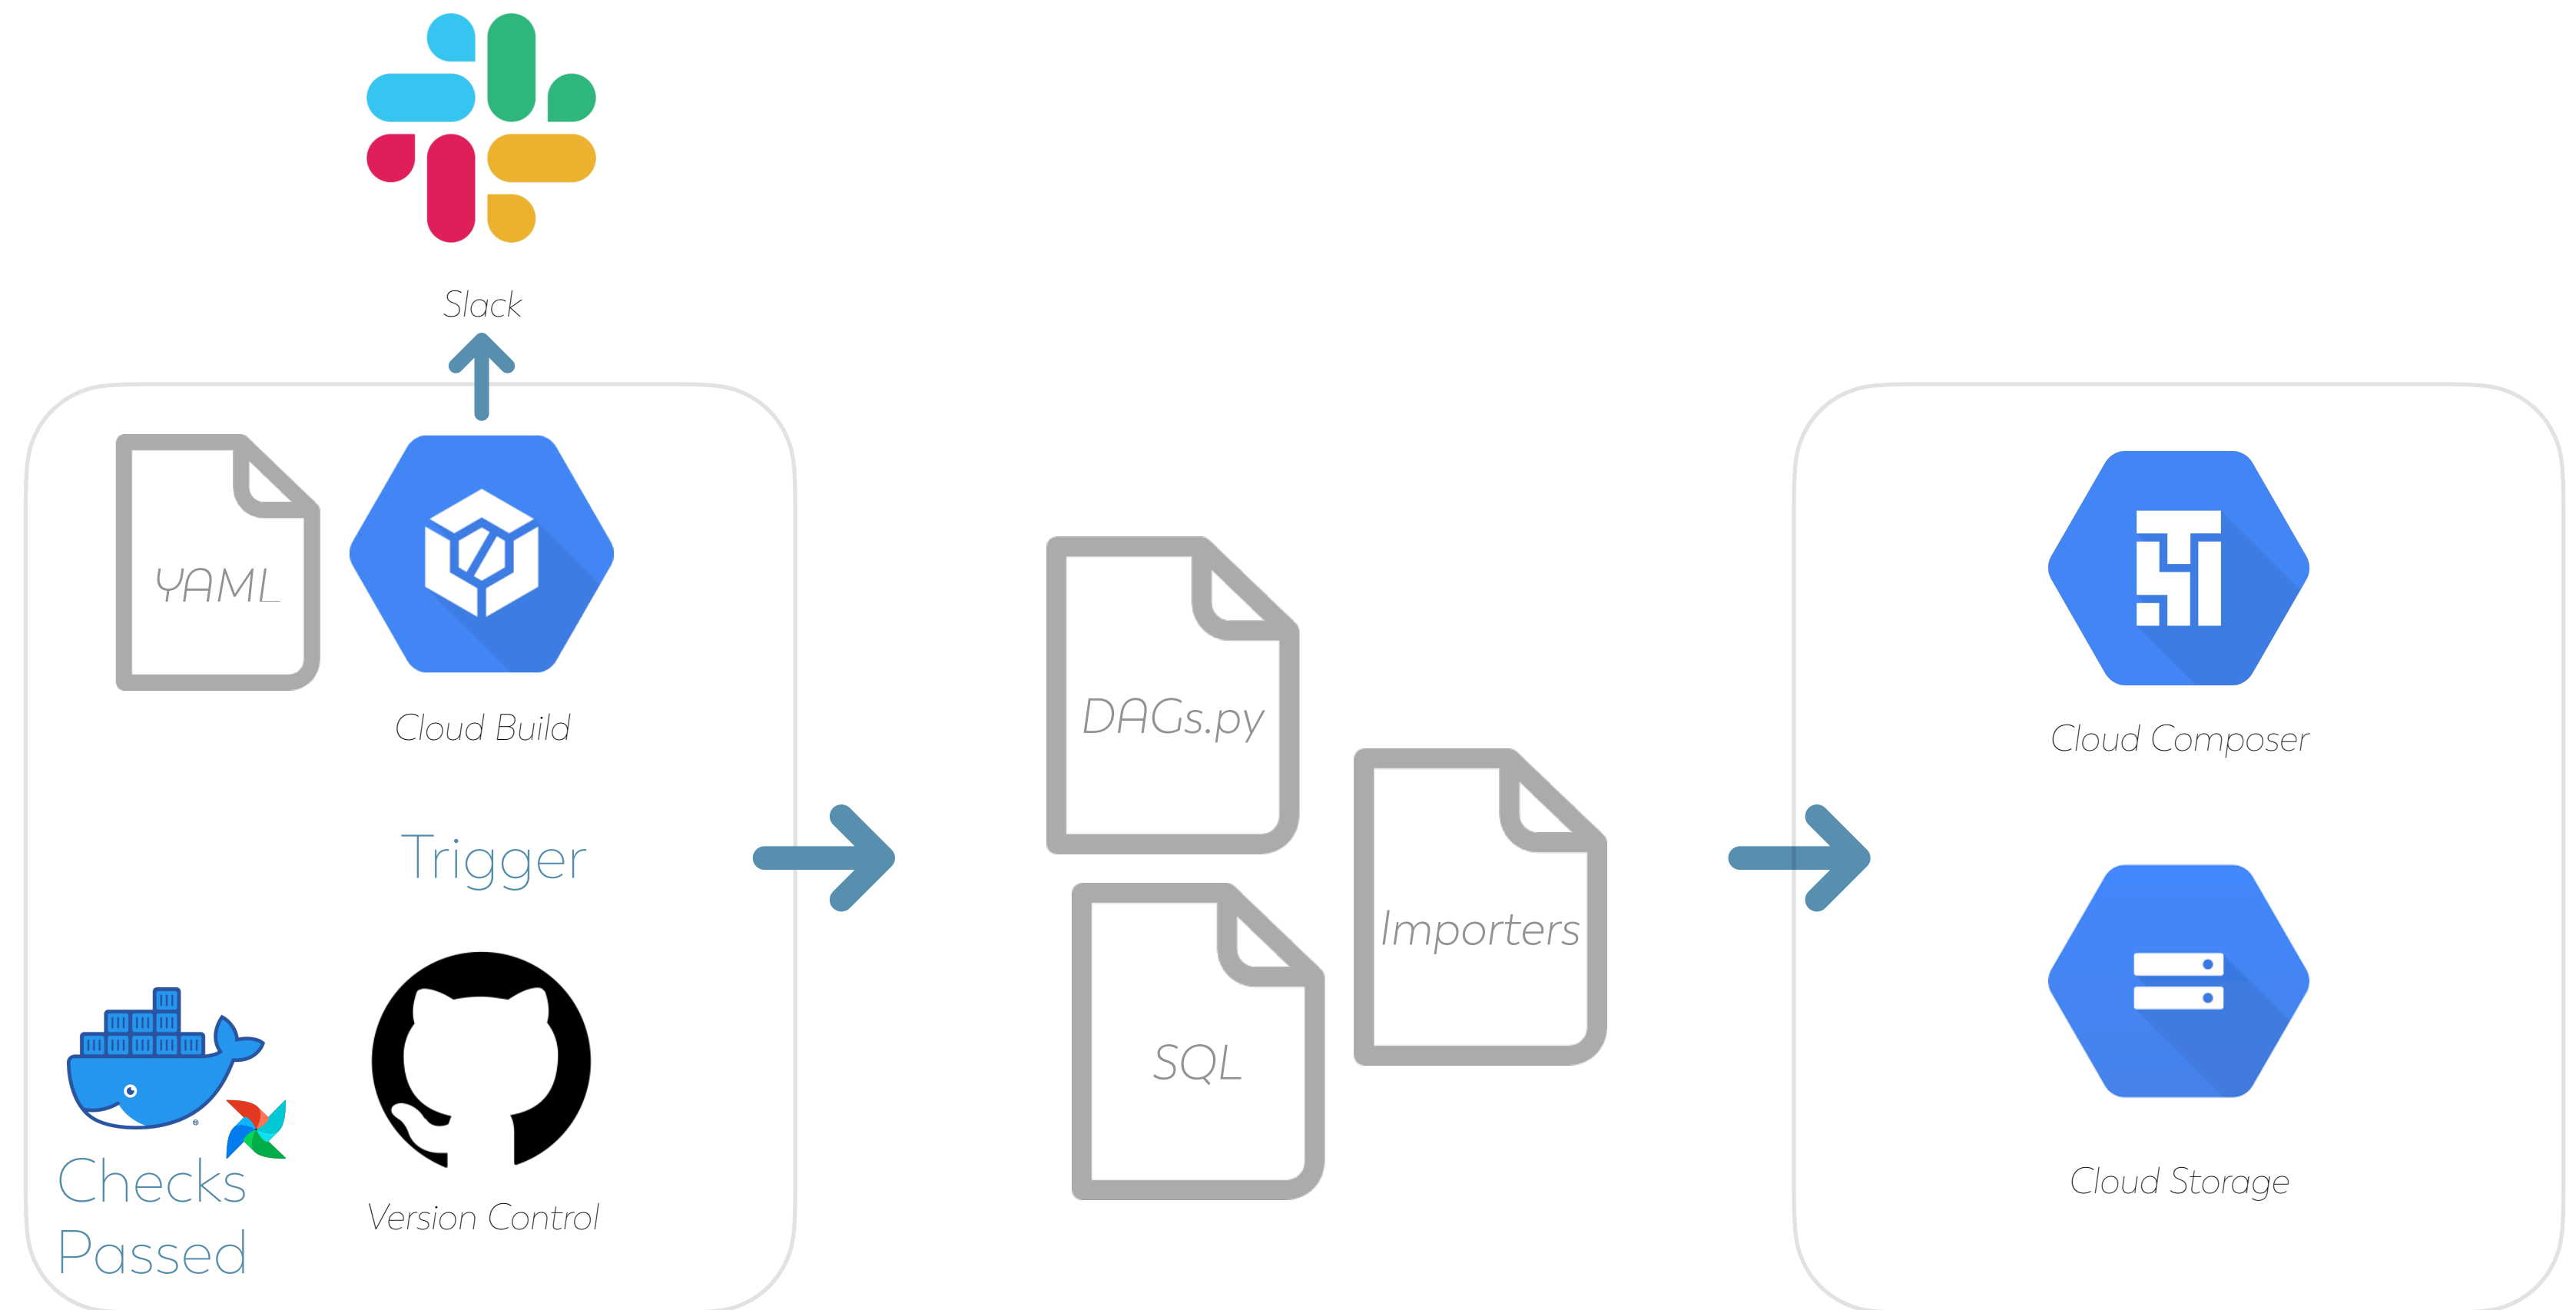 Slack
YAML
Cloud Build
Trigger
Checks
Passed
Version Control
DAGs.py
Importers
SQL
Cloud Composer
Cloud Storage